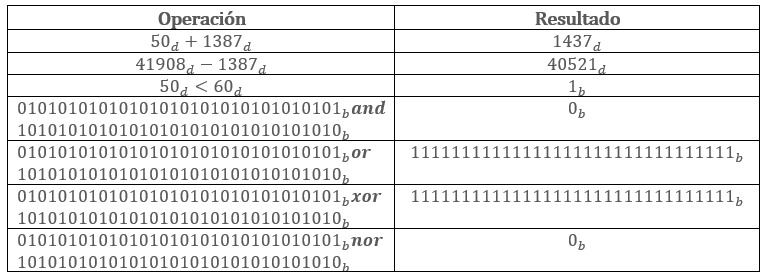 Operación Resultado
50_d + 1387_d 1437_d
41908_d − 1387_d 40521_d
50_d < 60_d 1_b
01010101010101010101010101010101_b and 0_b
10101010101010101010101010101010_b
01010101010101010101010101010101_b or 11111111111111111111111111111111_b
10101010101010101010101010101010_b
01010101010101010101010101010101_b xor 11111111111111111111111111111111_b
10101010101010101010101010101010_b
01010101010101010101010101010101_b nor 0_b
10101010101010101010101010101010_b